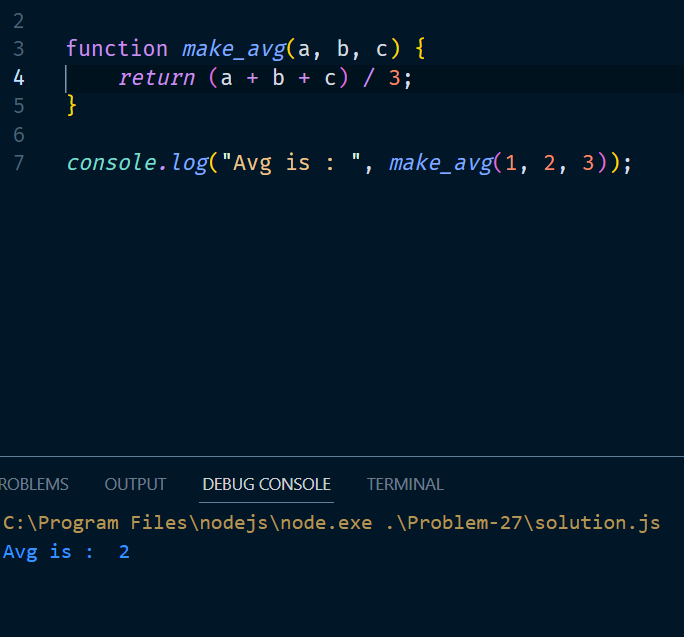 2
3 function make_avg(a, b, c) {
4 return (a + b + c) / 3;
5 }
6
7 console.log("Avg is : ", make_avg(1, 2, 3));
ROBLEMS OUTPUT DEBUG CONSOLE TERMINAL
C:\Program Files\nodejs\node.exe .\Problem-27\solution.js
Avg is :  2